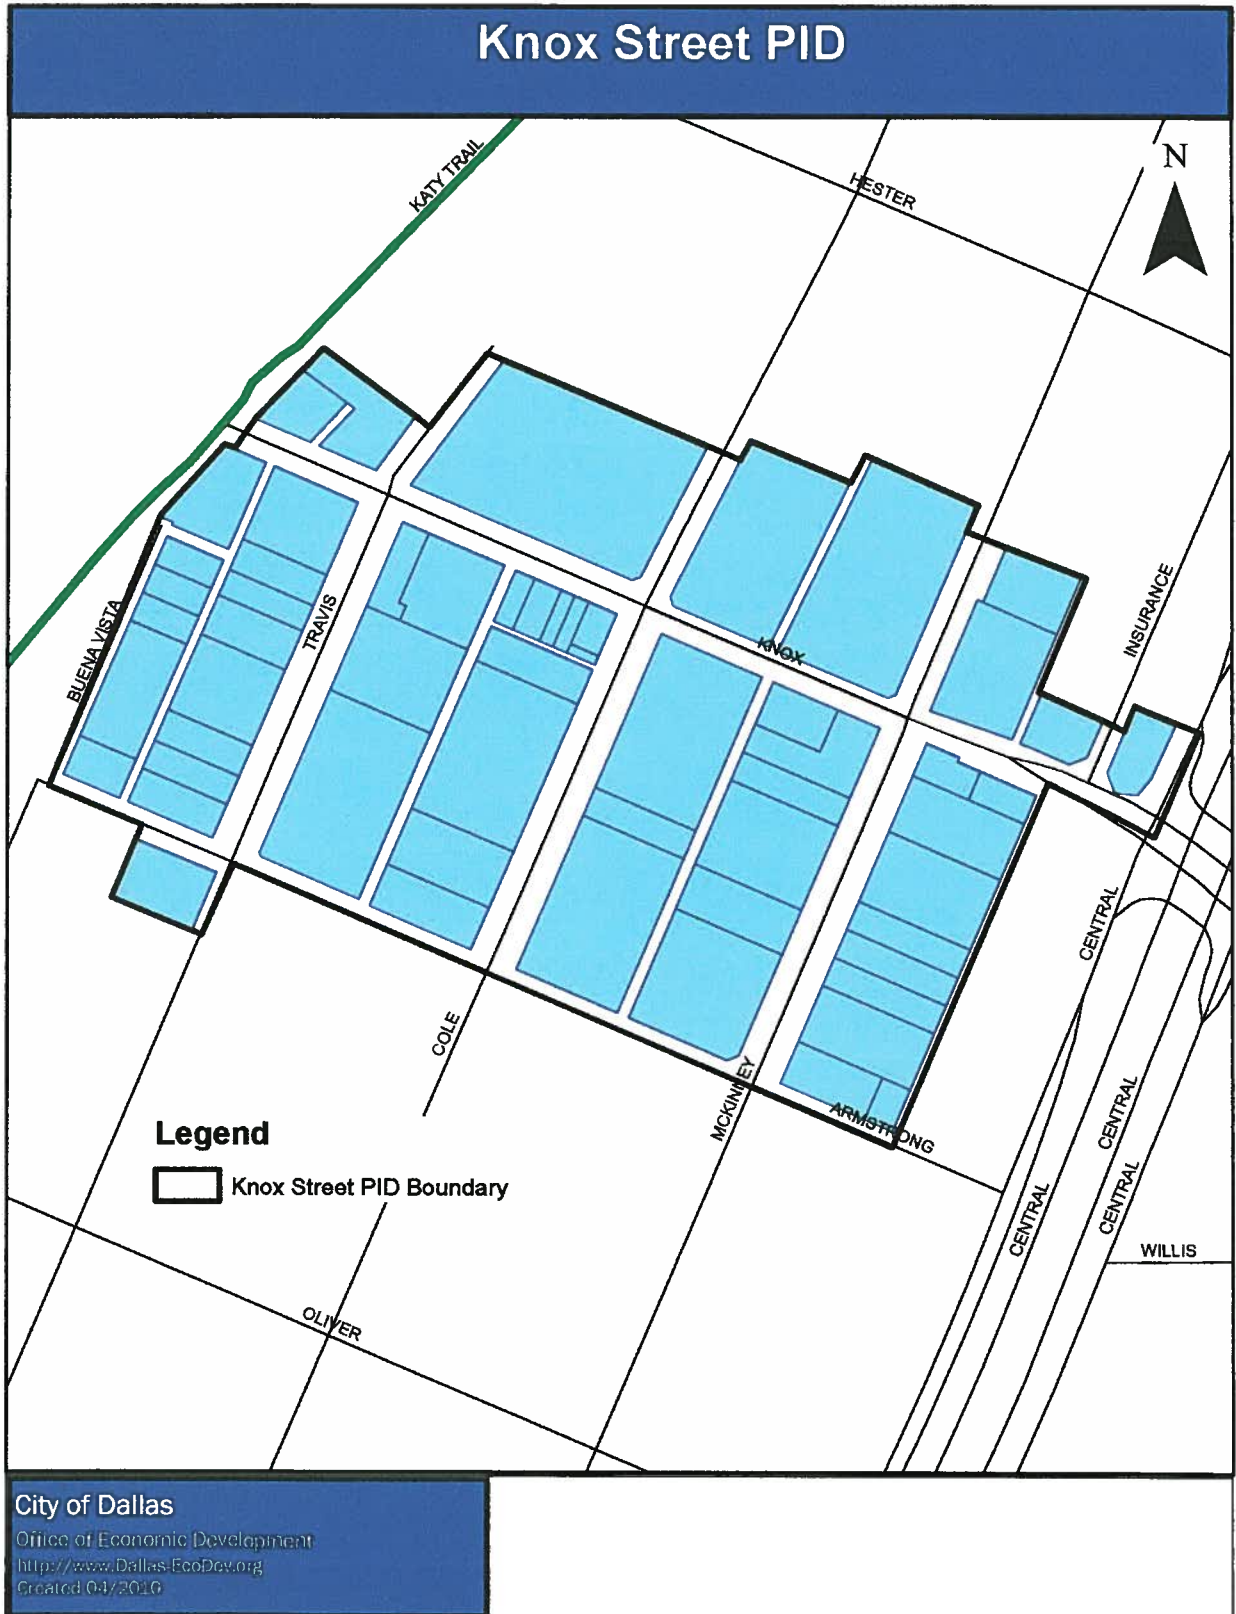 Knox Street PID
KATY TRAIL
HESTER
N
BUENA VISTA
TRAVIS
KNOX
INSURANCE
CENTRAL
COLE
MCKINNEY
ARMSTRONG
CENTRAL
CENTRAL
CENTRAL
WILLIS
OLIVER
Legend
Knox Street PID Boundary
City of Dallas
Office of Economic Development
http://www.Dallas-EcoDev.org
Created 04/2010